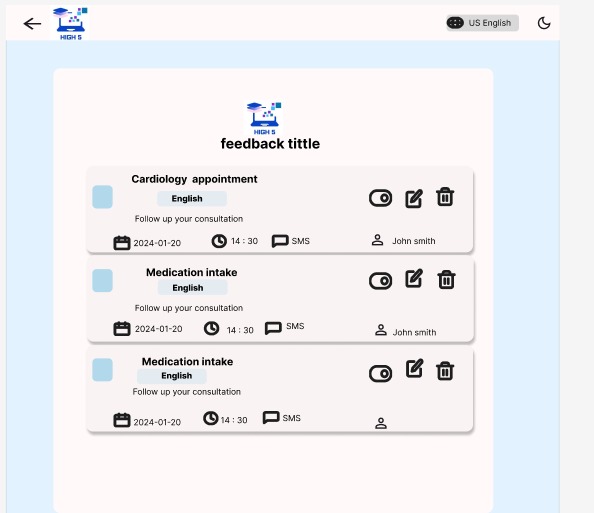 HIGH 5
US English
HIGH 5
feedback tittle
Cardiology appointment
English
Follow up your consultation
2024-01-20
14 : 30
SMS
John smith
Medication intake
English
Follow up your consultation
2024-01-20
14 : 30
SMS
John smith
Medication intake
English
Follow up your consultation
2024-01-20
14 : 30
SMS